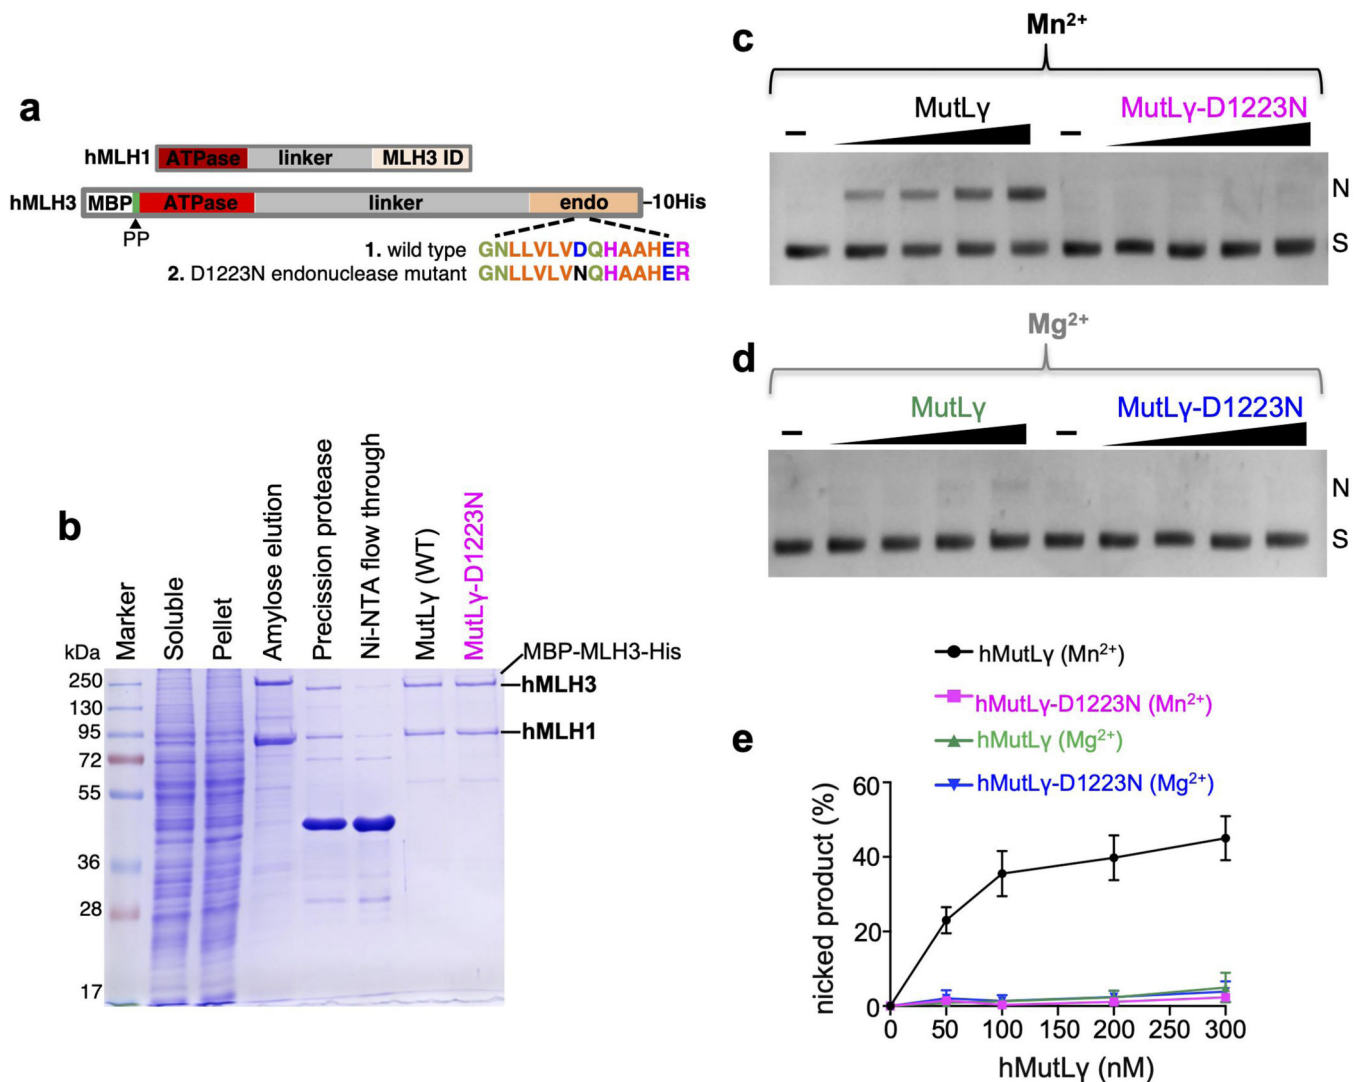 a
hMLH1 ATPase linker MLH3 ID
hMLH3 MBP ATPase linker endo –10His
PP
1. wild type GNLLVLVDQHAAHER
2. D1223N endonuclease mutant GNLLVLVNQHAAHER
b
Marker
Soluble
Pellet
Amylose elution
Precission protease
Ni-NTA flow through
MutLγ (WT)
MutLγ-D1223N
kDa
250
130
95
72
55
36
28
17
MBP-MLH3-His
hMLH3
hMLH1
c
Mn²⁺
– MutLγ – MutLγ-D1223N
N
S
d
Mg²⁺
– MutLγ – MutLγ-D1223N
N
S
e
hMutLγ (Mn²⁺)
hMutLγ-D1223N (Mn²⁺)
hMutLγ (Mg²⁺)
hMutLγ-D1223N (Mg²⁺)
nicked product (%)
60
40
20
0
0 50 100 150 200 250 300
hMutLγ (nM)